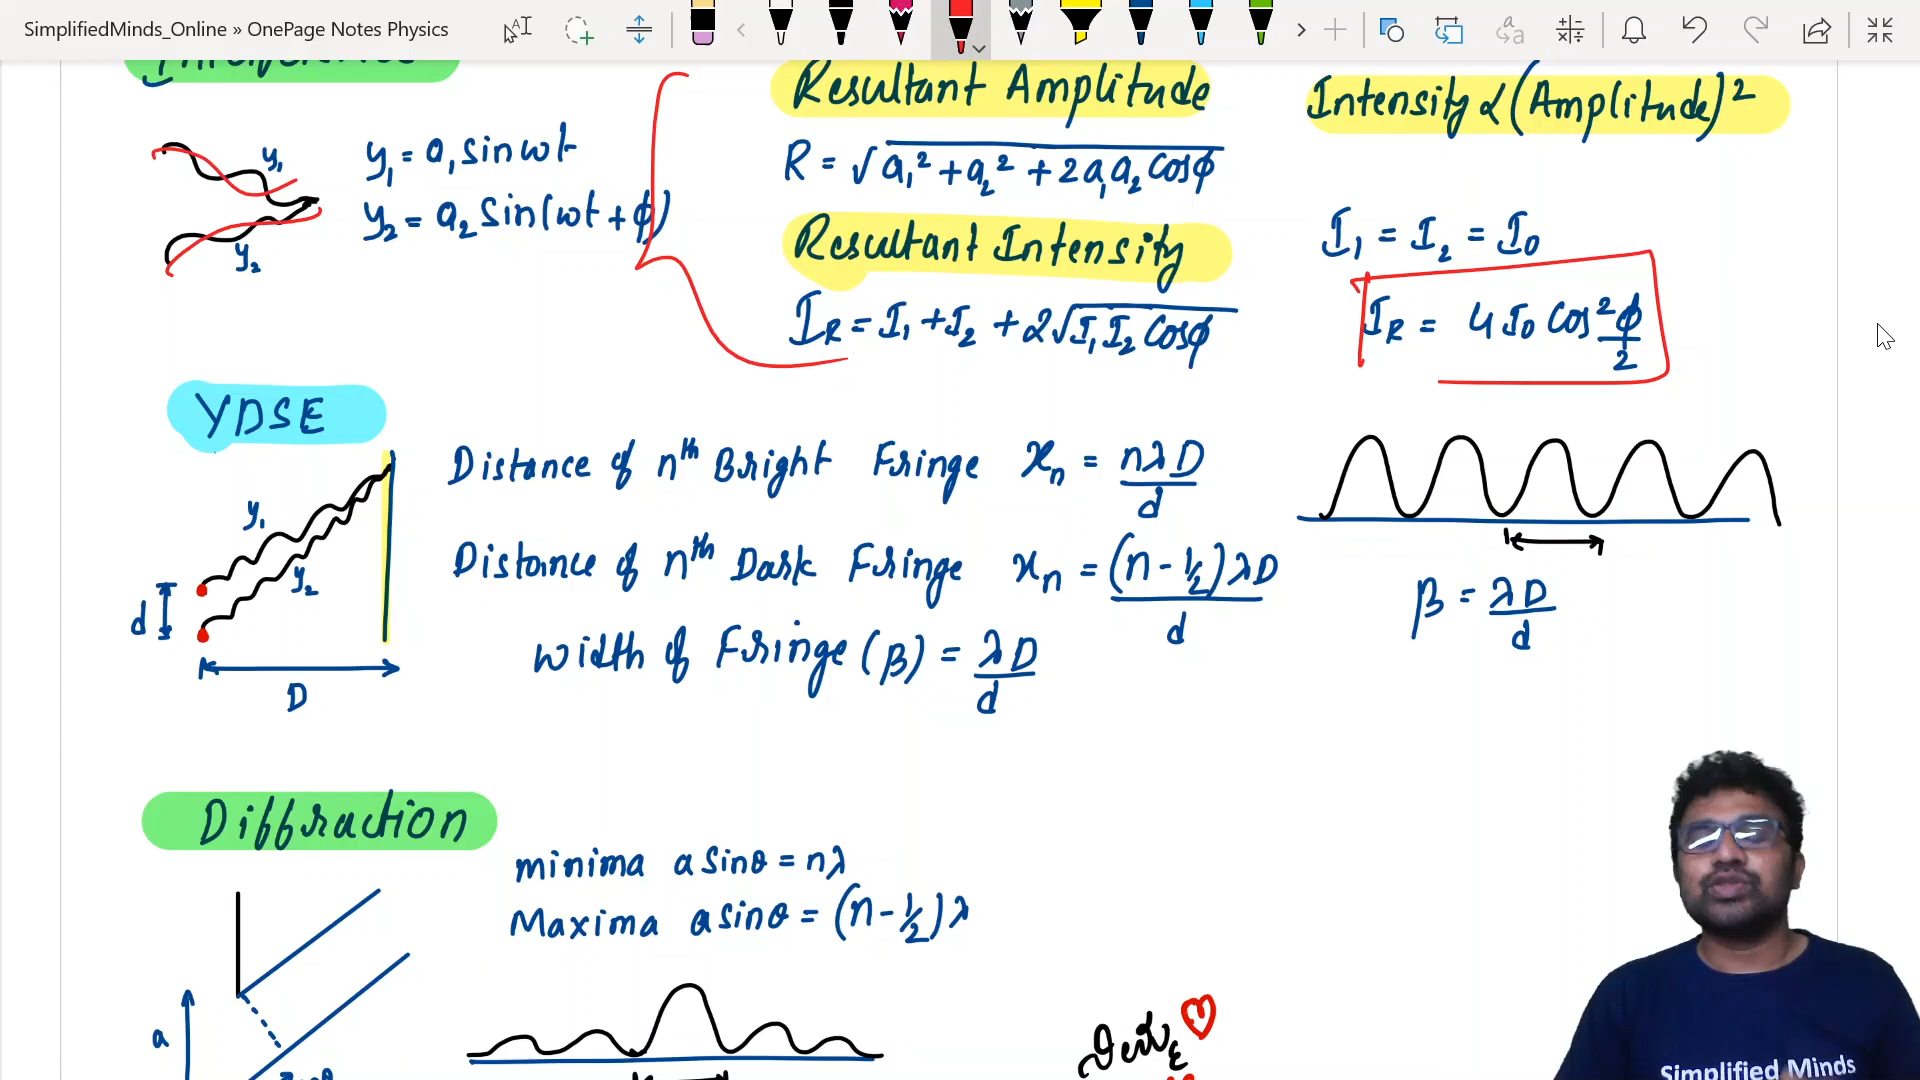 SimplifiedMinds_Online » OnePage Notes Physics
Interference
y₁ = a₁ sin ωt
y₂ = a₂ sin(ωt + ϕ)
y₁
y₂
Resultant Amplitude
R = √a₁² + a₂² + 2a₁a₂ cosϕ
Resultant Intensity
I_R = I₁ + I₂ + 2√I₁I₂ cosϕ
Intensity α (Amplitude)²
I₁ = I₂ = I₀
I_R = 4I₀ cos² ϕ/2
YDSE
y₁
y₂
d
D
Distance of nᵗʰ Bright Fringe xₙ = nλD/d
Distance of nᵗʰ Dark Fringe xₙ = (n - 1/2)λD/d
Width of Fringe (β) = λD/d
β = λD/d
Diffraction
minima a sinθ = nλ
Maxima a sinθ = (n - 1/2)λ
a
Simplified Minds